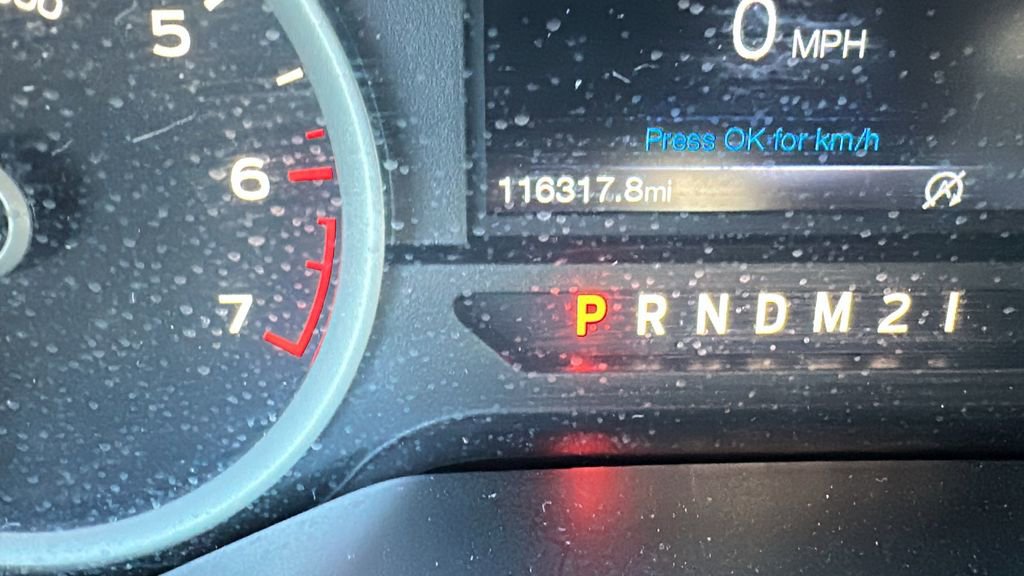 5
6
7
0 MPH
Press OK for km/h
116317.8mi
A
P R N D M 2 1